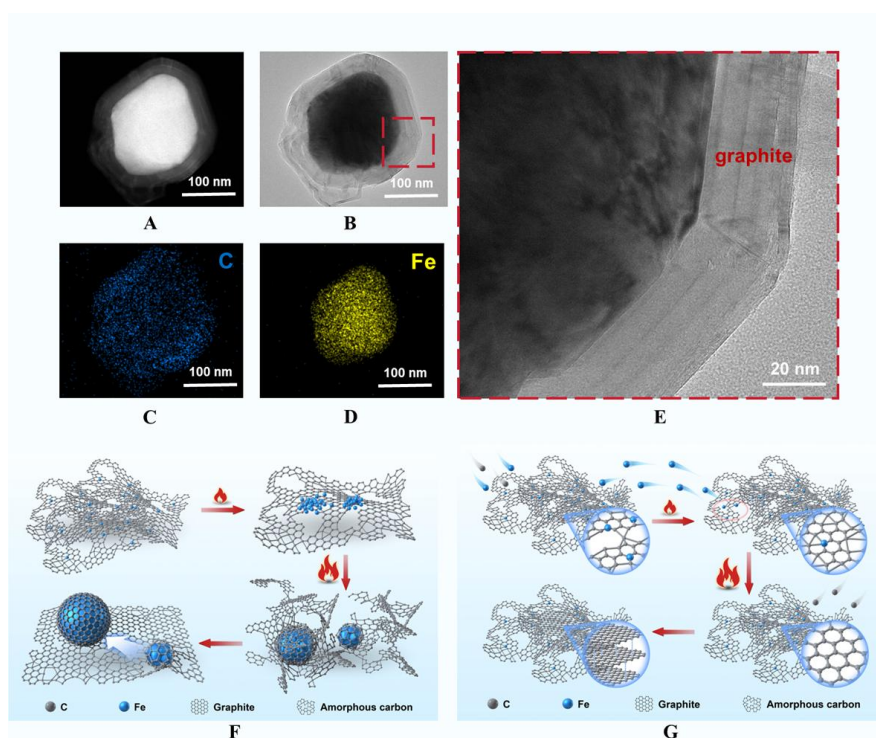 100 nm
A
100 nm
B
graphite
20 nm
E
C
100 nm
C
Fe
100 nm
D
C
Fe
Graphite
Amorphous carbon
F
C
Fe
Graphite
Amorphous carbon
G